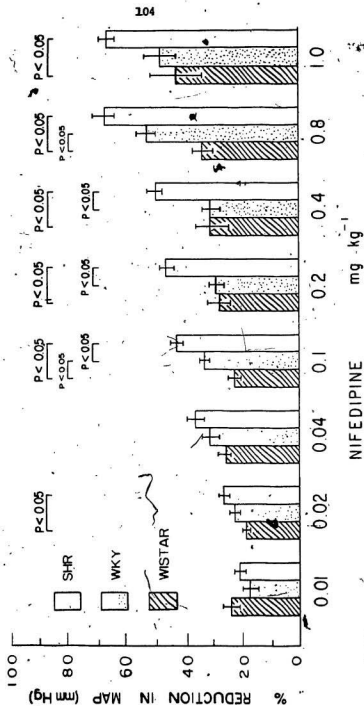 104
P < 0.05 P < 0.05 P < 0.05 P < 0.05 P < 0.05 P < 0.05
P < 0.05 P < 0.05
P < 0.05 P < 0.05 P < 0.05
SHR
WKY
WISTAR
% REDUCTION IN MAP (mm Hg)
100
80
60
40
20
0
0.01 0.02 0.04 0.1 0.2 0.4 0.8 1.0
NIFEDIPINE mg · kg⁻¹